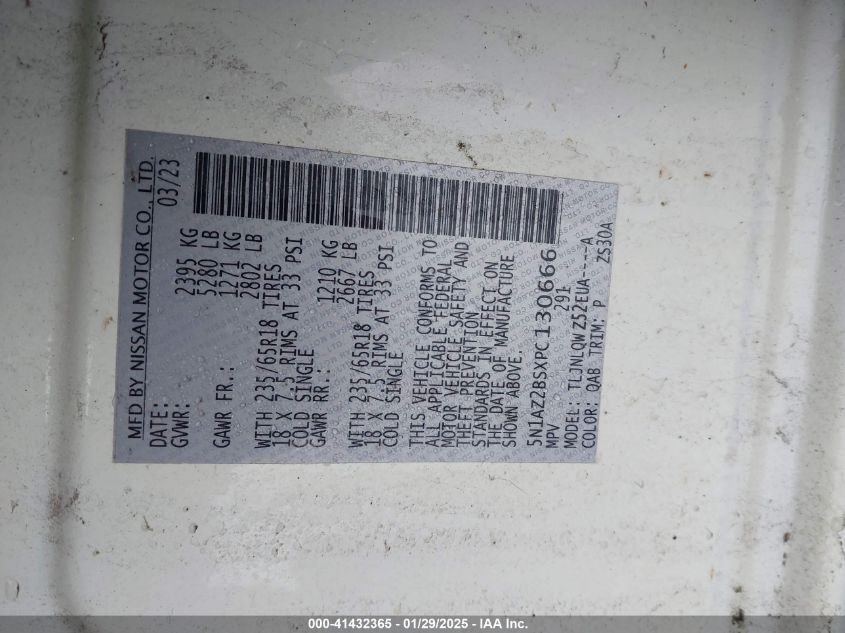 MFD BY NISSAN MOTOR CO., LTD.
DATE: 03/23
GVWR: 2395 KG
5280 LB
GAWR FR.: 1271 KG
2802 LB
WITH 235/65R18 TIRES
18 X 7.5 RIMS AT 33 PSI
COLD SINGLE
GAWR RR.: 1210 KG
2667 LB
WITH 235/65R18 TIRES
18 X 7.5 RIMS AT 33 PSI
COLD SINGLE
THIS VEHICLE CONFORMS TO
ALL APPLICABLE FEDERAL
MOTOR VEHICLE SAFETY AND
THEFT PREVENTION
STANDARDS IN EFFECT ON
THE DATE OF MANUFACTURE
SHOWN ABOVE.
5N1AZ2BSXPC130666
MPV 291
MODEL: TLJNLQWZ52EUA----A
COLOR: QAB TRIM: P ZS30A
000-41432365 - 01/29/2025 - IAA Inc.